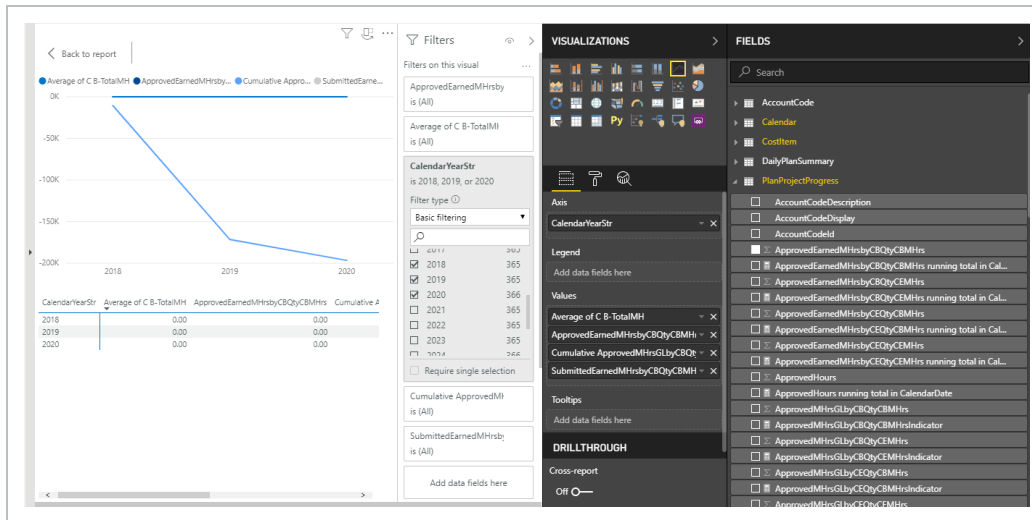 Back to report
Average of C B-TotalMH ApprovedEarnedMHrsby... Cumulative Appro... SubmittedEarne...
0K
-50K
-100K
-150K
-200K
2018 2019 2020
CalendarYearStr Average of C B-TotalMH ApprovedEarnedMHrsbyCBQtyCBMHrs Cumulative A
2018 0.00 0.00
2019 0.00 0.00
2020 0.00 0.00
Filters
Filters on this visual ...
ApprovedEarnedMHrsby
is (All)
Average of C B-TotalMH
is (All)
CalendarYearStr
is 2018, 2019, or 2020
Filter type
Basic filtering
2017 365
2018 365
2019 365
2020 366
2021 365
2022 365
2023 365
2024 366
Require single selection
Cumulative ApprovedMH
is (All)
SubmittedEarnedMHrsby
is (All)
Add data fields here
VISUALIZATIONS
Py
Axis
CalendarYearStr
Legend
Add data fields here
Values
Average of C B-TotalMH
ApprovedEarnedMHrsbyCBQtyCBMH
Cumulative ApprovedMHrsGLbyCBQt
SubmittedEarnedMHrsbyCBQtyCBMH
Tooltips
Add data fields here
DRILLTHROUGH
Cross-report
Off
FIELDS
Search
AccountCode
Calendar
CostItem
DailyPlanSummary
PlanProjectProgress
AccountCodeDescription
AccountCodeDisplay
AccountCodeId
ApprovedEarnedMHrsbyCBQtyCBMHrs
ApprovedEarnedMHrsbyCBQtyCBMHrs running total in Cal...
ApprovedEarnedMHrsbyCBQtyCEMHrs
ApprovedEarnedMHrsbyCBQtyCEMHrs running total in Cal...
ApprovedEarnedMHrsbyCEQtyCBMHrs
ApprovedEarnedMHrsbyCEQtyCBMHrs running total in Cal...
ApprovedEarnedMHrsbyCEQtyCEMHrs
ApprovedEarnedMHrsbyCEQtyCEMHrs running total in Cal...
ApprovedHours
ApprovedHours running total in CalendarDate
ApprovedMHrsGLbyCBQtyCBMHrs
ApprovedMHrsGLbyCBQtyCBMHrsIndicator
ApprovedMHrsGLbyCBQtyCEMHrs
ApprovedMHrsGLbyCBQtyCEMHrsIndicator
ApprovedMHrsGLbyCEQtyCBMHrs
ApprovedMHrsGLbyCEQtyCBMHrsIndicator
ApprovedMHrsGLbyCEQtyCEMHrs